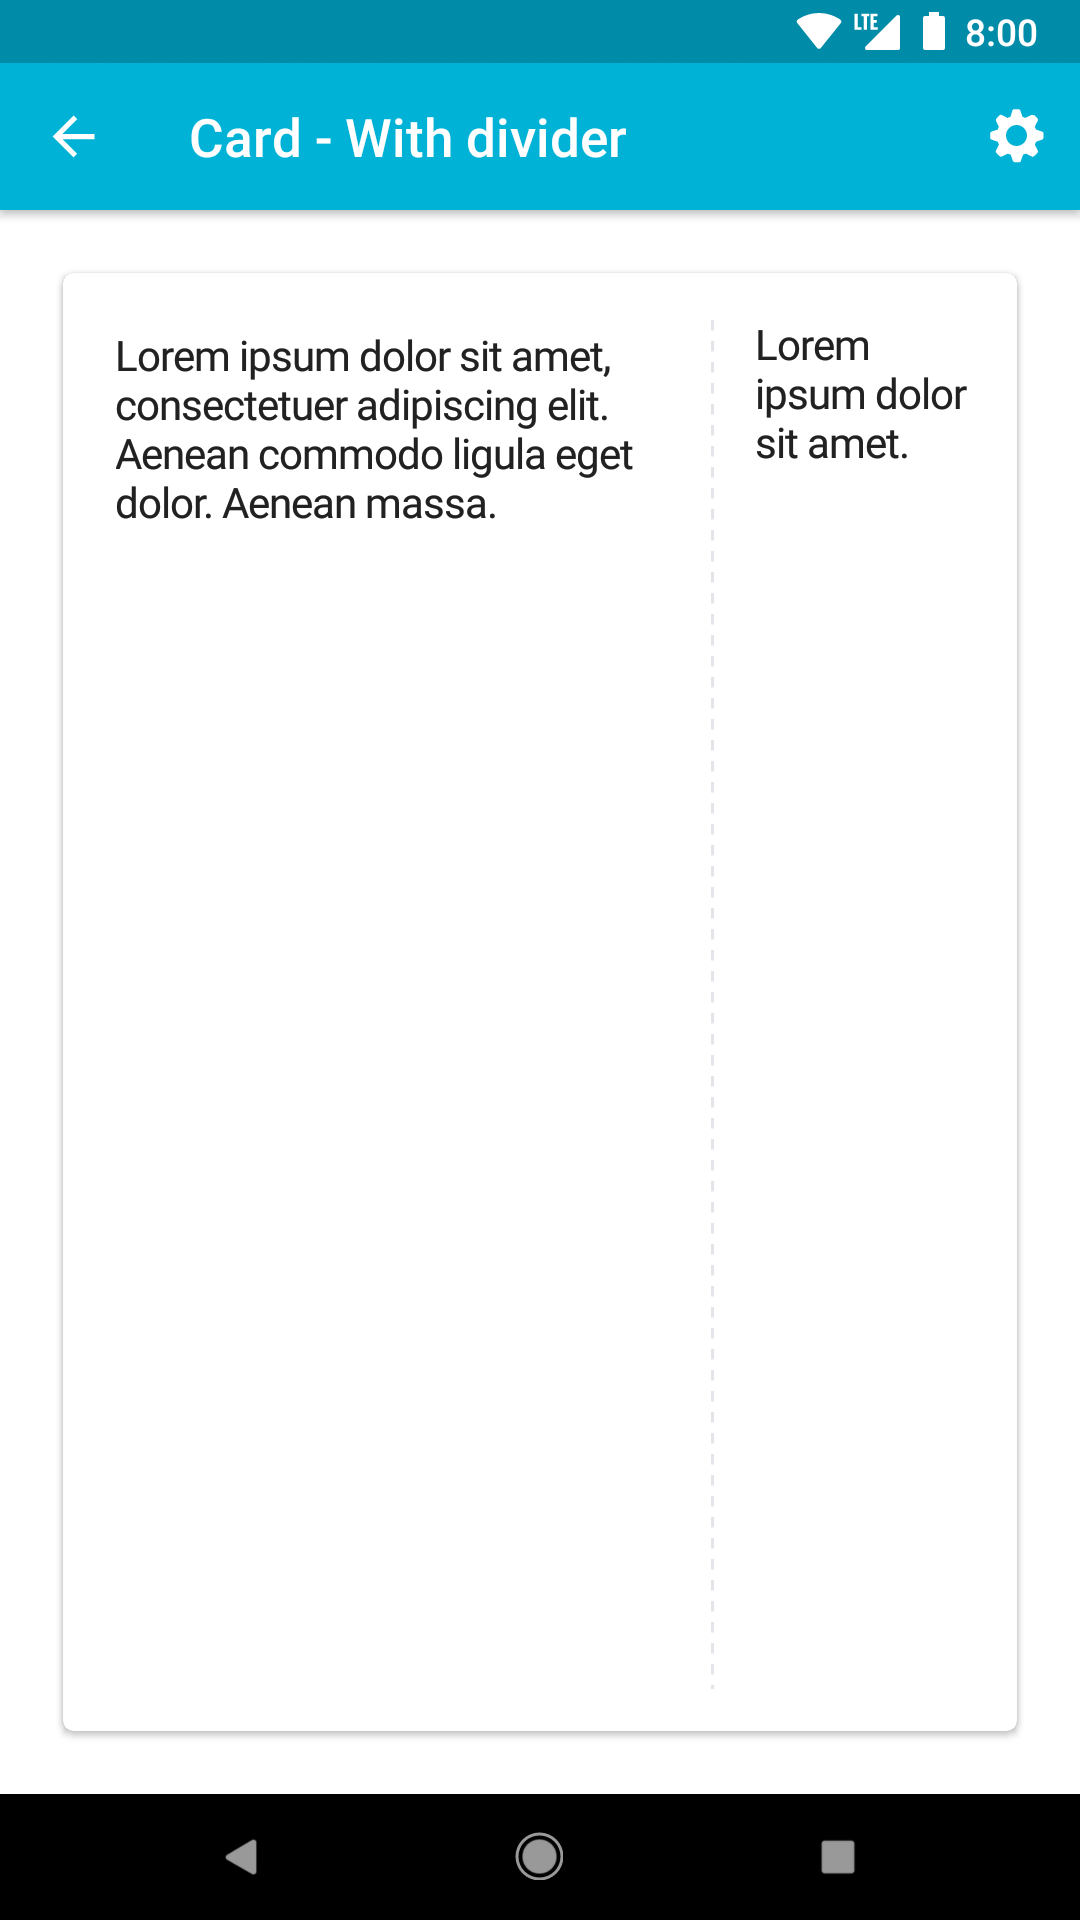 LTE 8:00
Card - With divider
Lorem ipsum dolor sit amet,
consectetuer adipiscing elit.
Aenean commodo ligula eget
dolor. Aenean massa.
Lorem
ipsum dolor
sit amet.